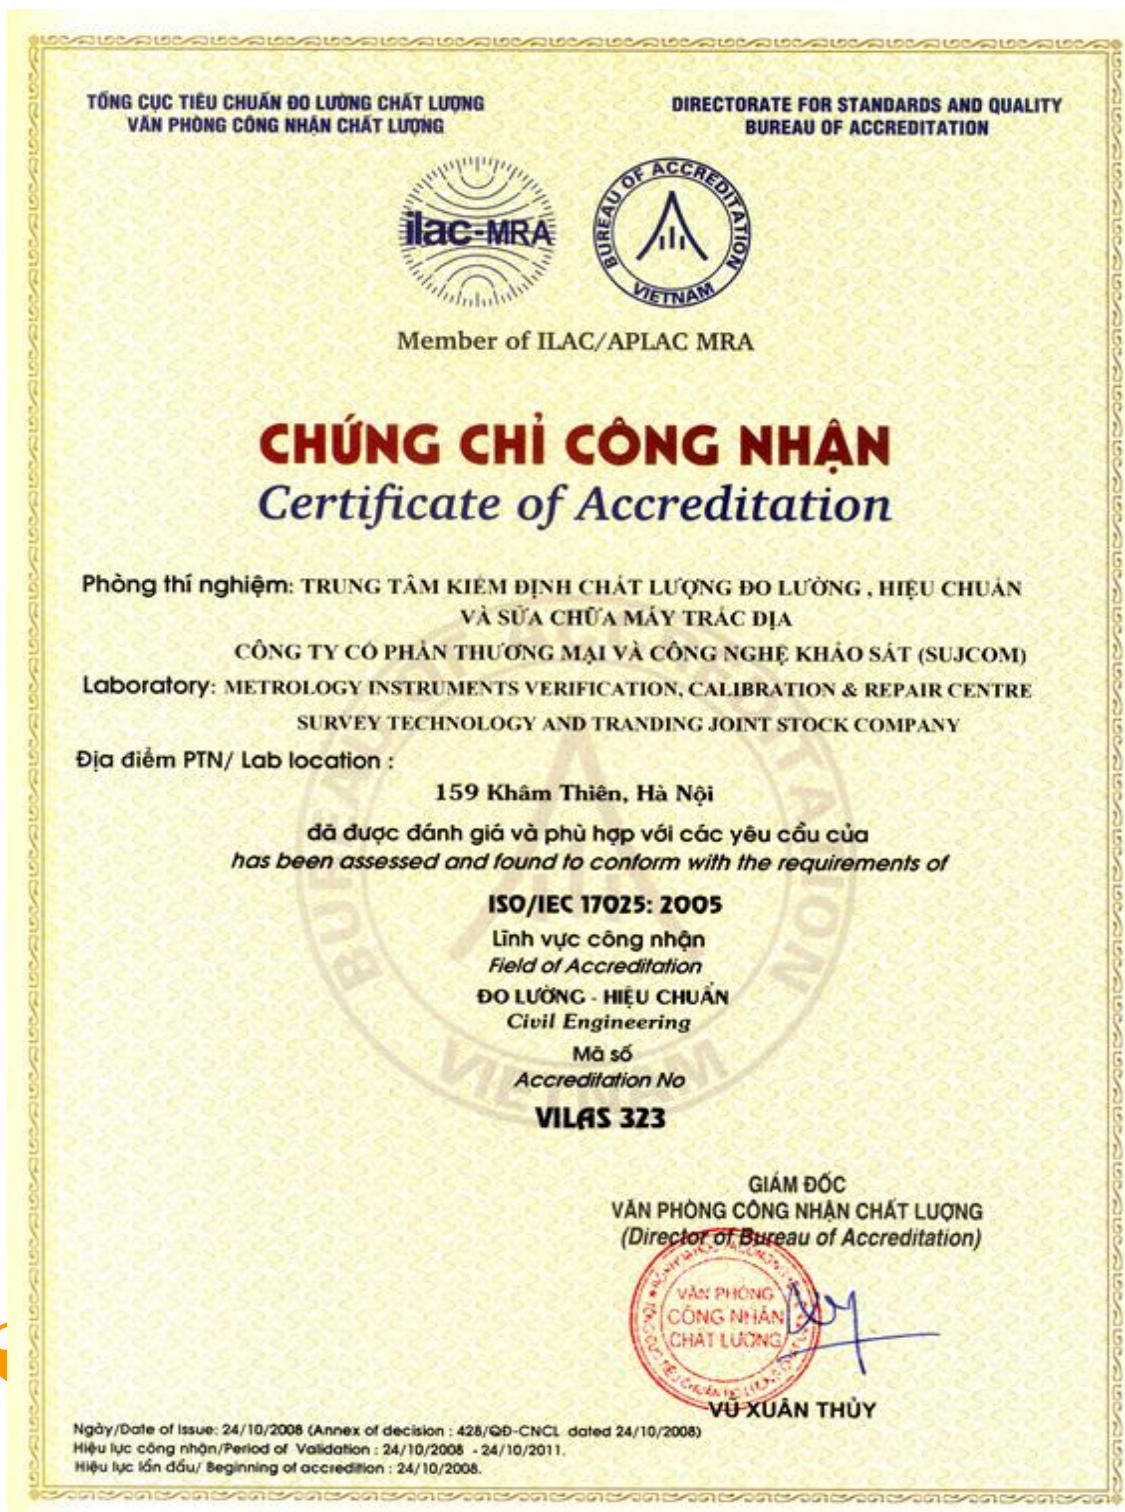 TỔNG CỤC TIÊU CHUẨN ĐO LƯỜNG CHẤT LƯỢNG
VĂN PHÒNG CÔNG NHẬN CHẤT LƯỢNG
DIRECTORATE FOR STANDARDS AND QUALITY
BUREAU OF ACCREDITATION
ilac-MRA
BUREAU OF ACCREDITATION
VIETNAM
Member of ILAC/APLAC MRA
CHỨNG CHỈ CÔNG NHẬN
Certificate of Accreditation
Phòng thí nghiệm: TRUNG TÂM KIỂM ĐỊNH CHẤT LƯỢNG ĐO LƯỜNG , HIỆU CHUẨN
VÀ SỬA CHỮA MÁY TRẮC ĐỊA
CÔNG TY CỔ PHẦN THƯƠNG MẠI VÀ CÔNG NGHỆ KHẢO SÁT (SUJCOM)
Laboratory: METROLOGY INSTRUMENTS VERIFICATION, CALIBRATION & REPAIR CENTRE
SURVEY TECHNOLOGY AND TRANDING JOINT STOCK COMPANY
Địa điểm PTN/ Lab location :
159 Khâm Thiên, Hà Nội
đã được đánh giá và phù hợp với các yêu cầu của
has been assessed and found to conform with the requirements of
ISO/IEC 17025: 2005
Lĩnh vực công nhận
Field of Accreditation
ĐO LƯỜNG - HIỆU CHUẨN
Civil Engineering
Mã số
Accreditation No
VILAS 323
GIÁM ĐỐC
VĂN PHÒNG CÔNG NHẬN CHẤT LƯỢNG
(Director of Bureau of Accreditation)
VĂN PHÒNG
CÔNG NHẬN
CHẤT LƯỢNG
VŨ XUÂN THỦY
Ngày/Date of Issue: 24/10/2008 (Annex of decision : 428/QĐ-CNCL dated 24/10/2008)
Hiệu lực công nhận/Period of Validation : 24/10/2008 - 24/10/2011.
Hiệu lực lần đầu/ Beginning of accredition : 24/10/2008.